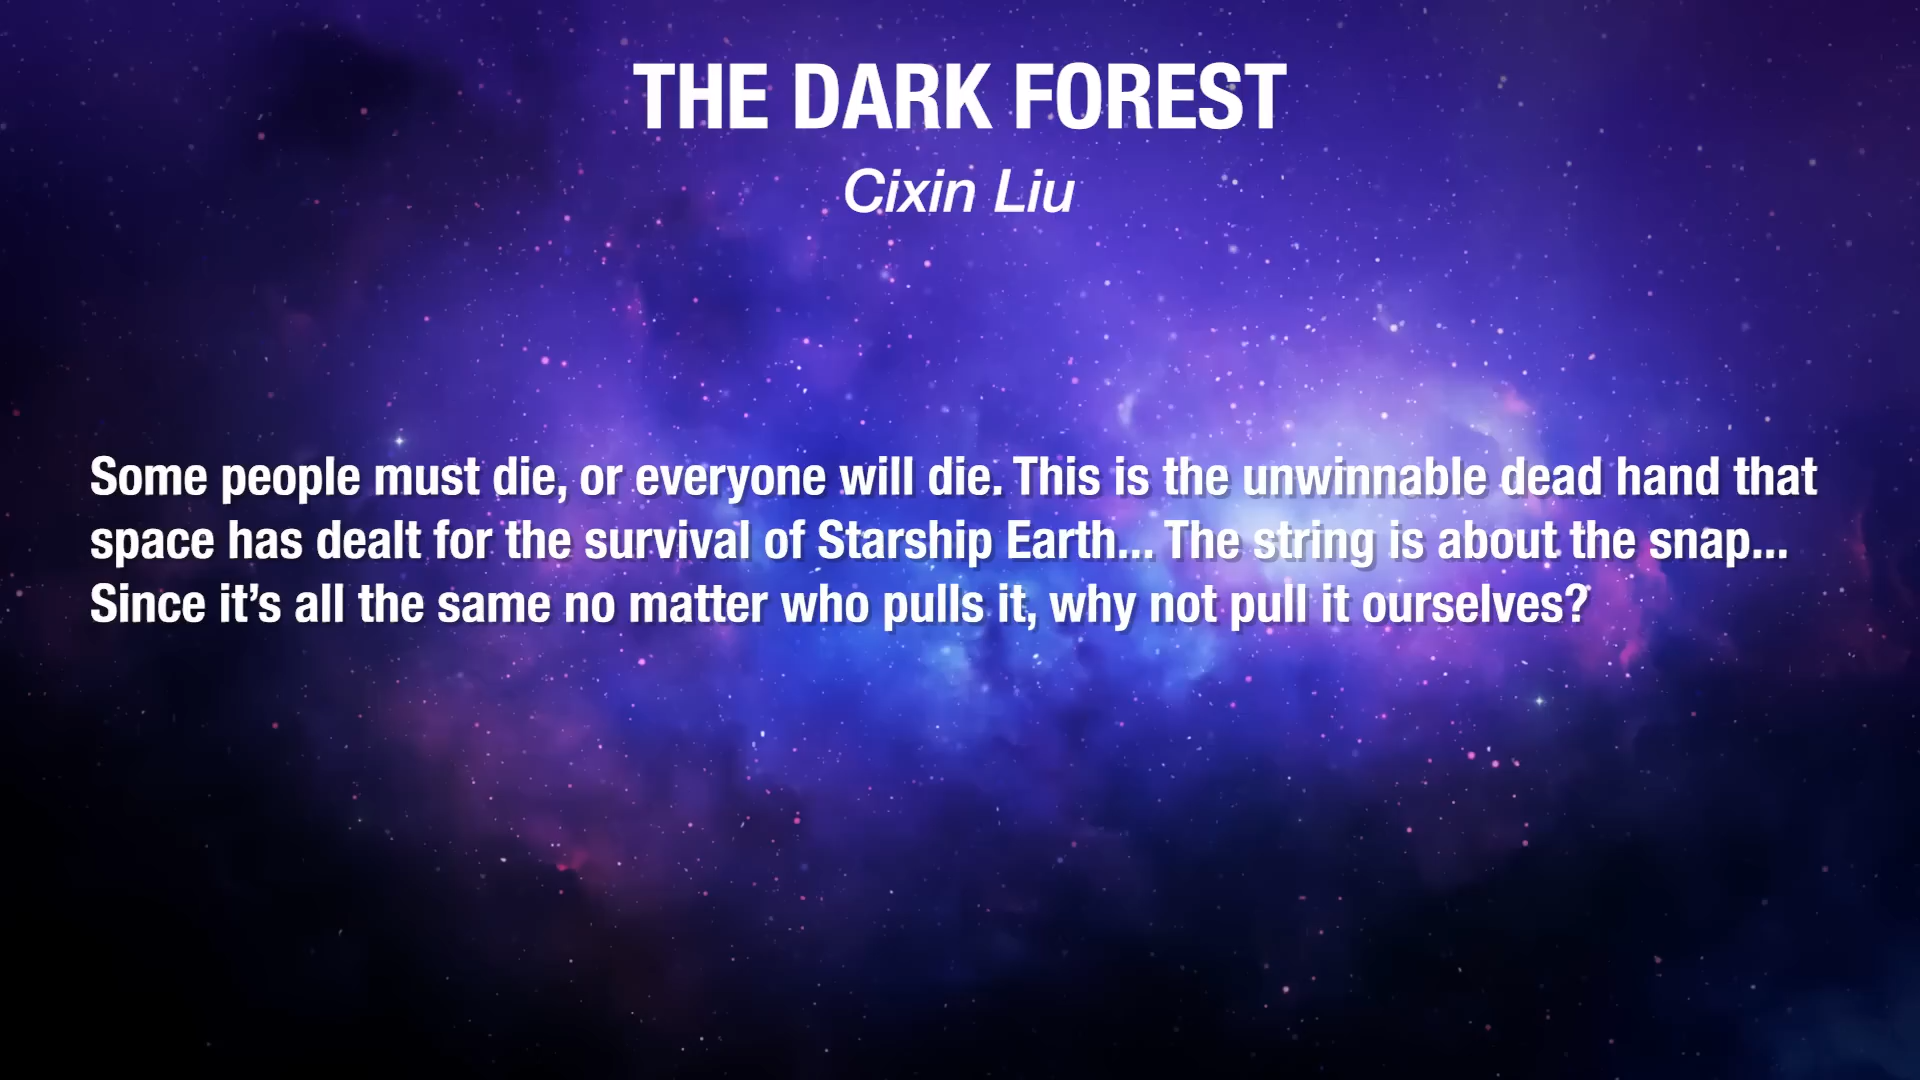 THE DARK FOREST
Cixin Liu
Some people must die, or everyone will die. This is the unwinnable dead hand that
space has dealt for the survival of Starship Earth... The string is about the snap...
Since it’s all the same no matter who pulls it, why not pull it ourselves?